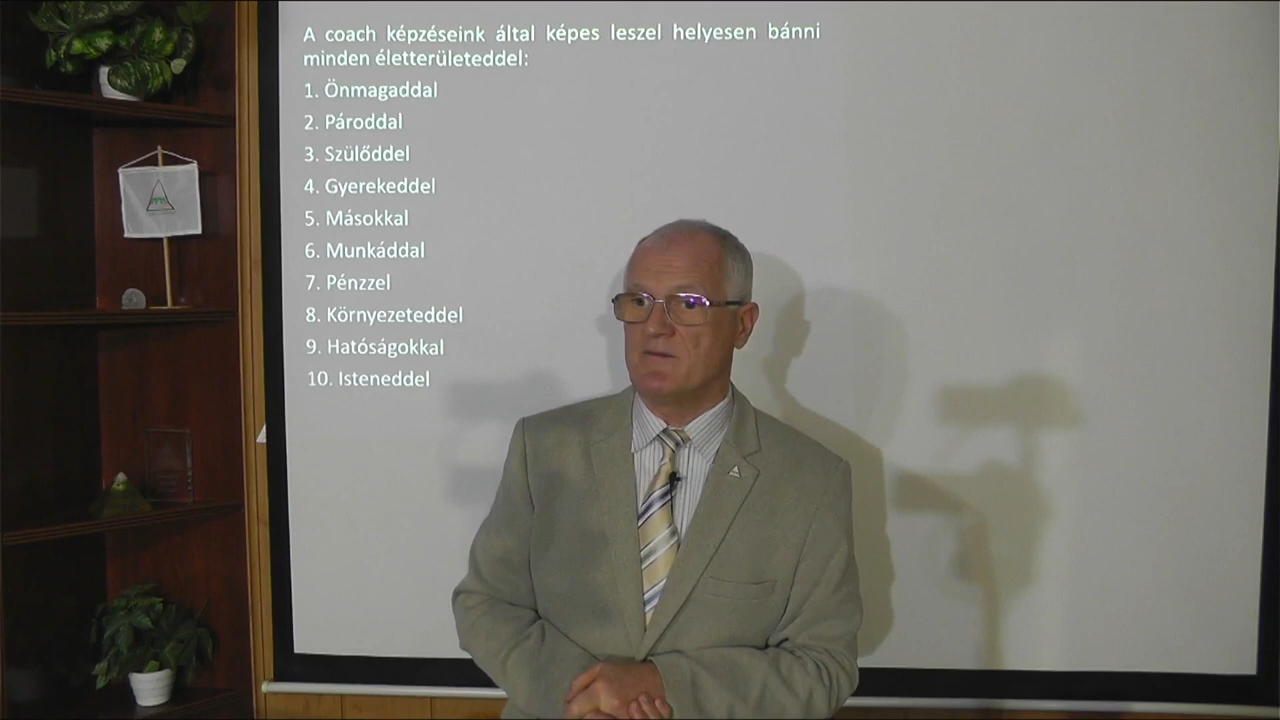 A coach képzéseink által képes leszel helyesen bánni
minden életterületeddel:
1. Önmagaddal
2. Pároddal
3. Szülőddel
4. Gyerekeddel
5. Másokkal
6. Munkáddal
7. Pénzzel
8. Környezeteddel
9. Hatóságokkal
10. Isteneddel